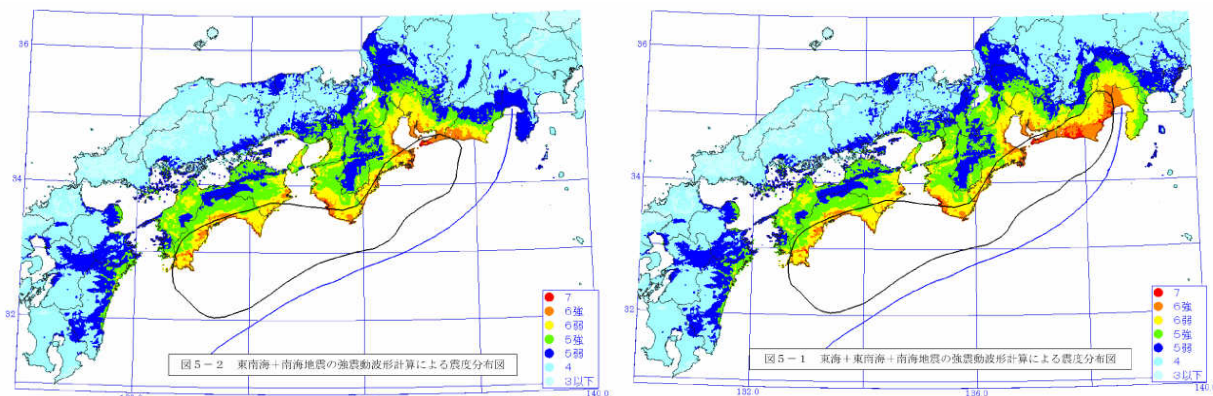 36
34
32
7
6強
6弱
5強
5弱
4
3以下
図5-2 東南海+南海地震の強震動波形計算による震度分布図
140.0
36
34
32
7
6強
6弱
5強
5弱
4
3以下
図5-1 東海+東南海+南海地震の強震動波形計算による震度分布図
132.0
136.0